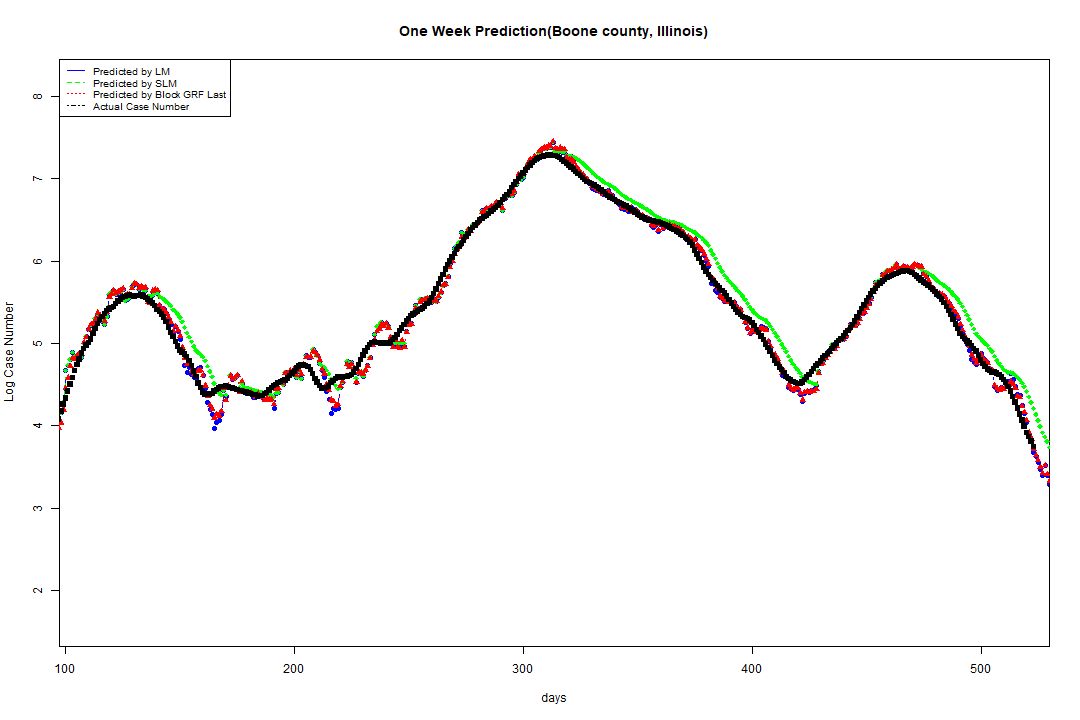 One Week Prediction(Boone county, Illinois)
Predicted by LM
Predicted by SLM
Predicted by Block GRF Last
Actual Case Number
8
7
6
5
4
3
2
Log Case Number
100 200 300 400 500
days